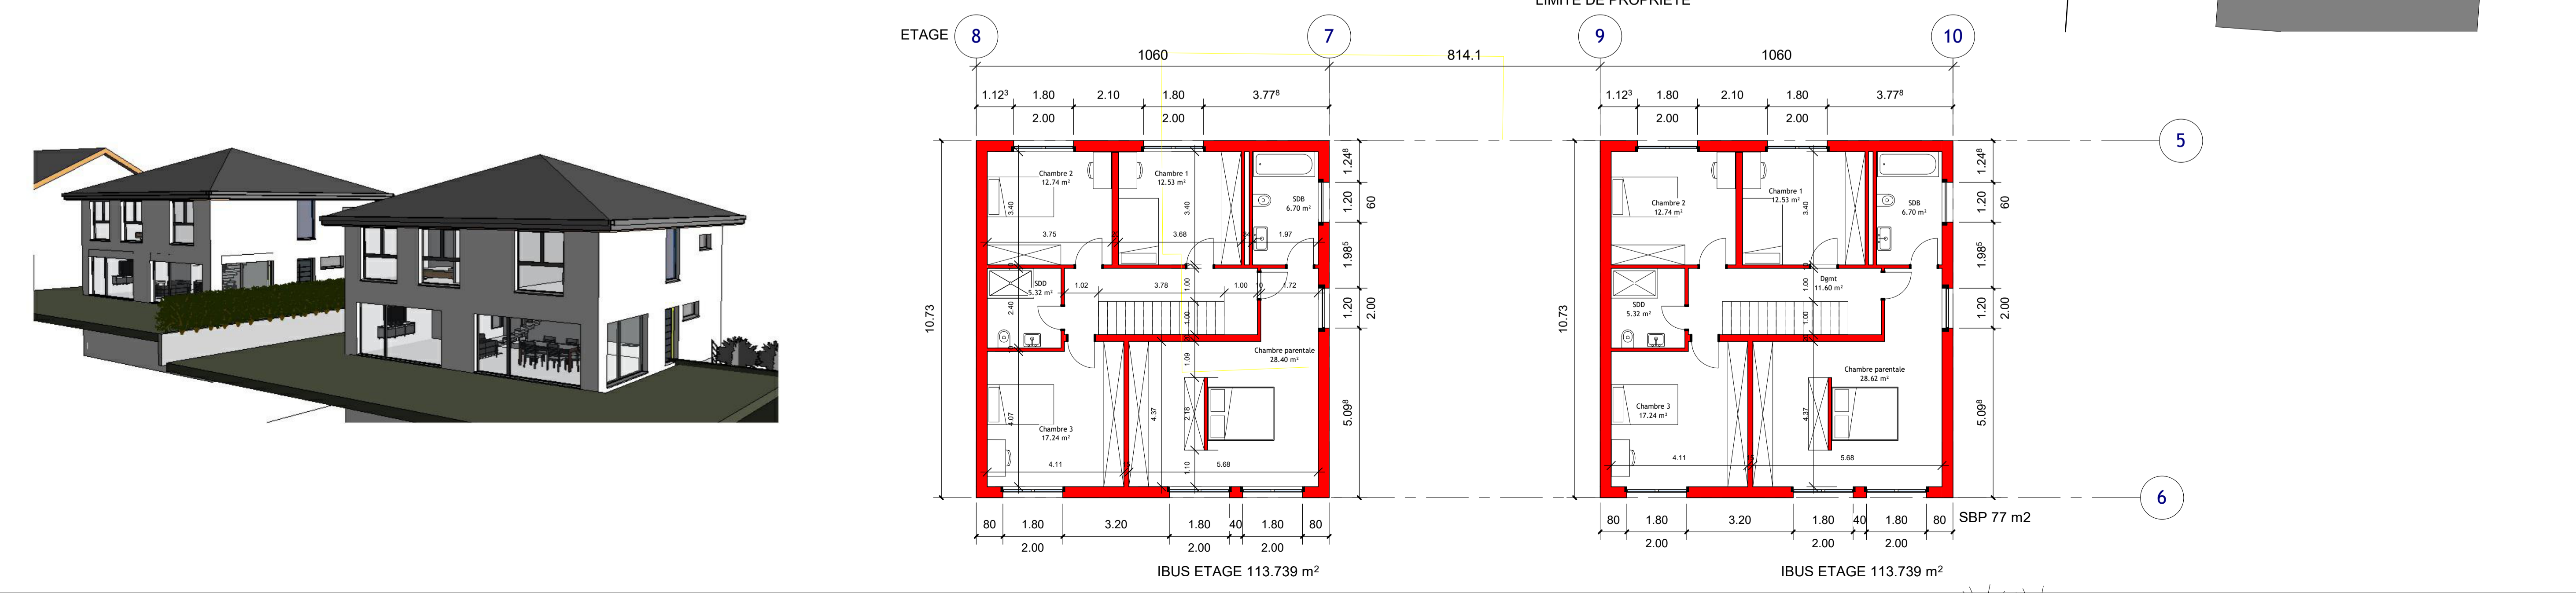 LIMITE DE PROPRIETE
ETAGE
8
7
9
10
1060
814.1
1060
1.12³ 1.80 2.10 1.80 3.77⁸
2.00 2.00
1.12³ 1.80 2.10 1.80 3.77⁸
2.00 2.00
5
10.73
Chambre 2
12.74 m²
3.40
3.75
Chambre 1
12.53 m²
3.40
3.68
SDB
6.70 m²
1.97
SDD
5.32 m²
2.40
1.02 3.78 1.00 10 1.72
1.00
1.00
1.09
2.18
1.10
Chambre parentale
28.40 m²
Chambre 3
17.24 m²
4.07
4.37
4.11
5.68
1.24⁸
1.20 60
1.98⁵
1.20 2.00
5.09⁸
80 1.80 3.20 1.80 40 1.80 80
2.00 2.00 2.00
IBUS ETAGE 113.739 m²
10.73
Chambre 2
12.74 m²
Chambre 1
12.53 m²
3.40
SDB
6.70 m²
Dgmt
11.60 m²
1.00
1.00
SDD
5.32 m²
Chambre parentale
28.62 m²
Chambre 3
17.24 m²
4.37
4.11
5.68
1.24⁸
1.20 60
1.98⁵
1.20 2.00
5.09⁸
6
80 1.80 3.20 1.80 40 1.80 80
2.00 2.00 2.00
SBP 77 m2
IBUS ETAGE 113.739 m²